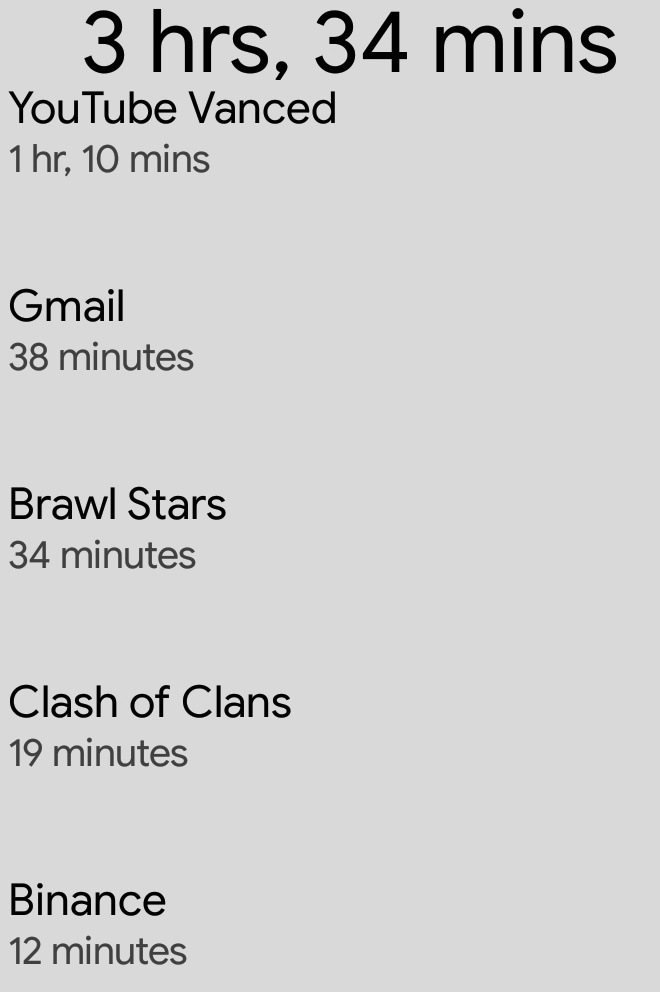 3 hrs, 34 mins
YouTube Vanced
1 hr, 10 mins
Gmail
38 minutes
Brawl Stars
34 minutes
Clash of Clans
19 minutes
Binance
12 minutes